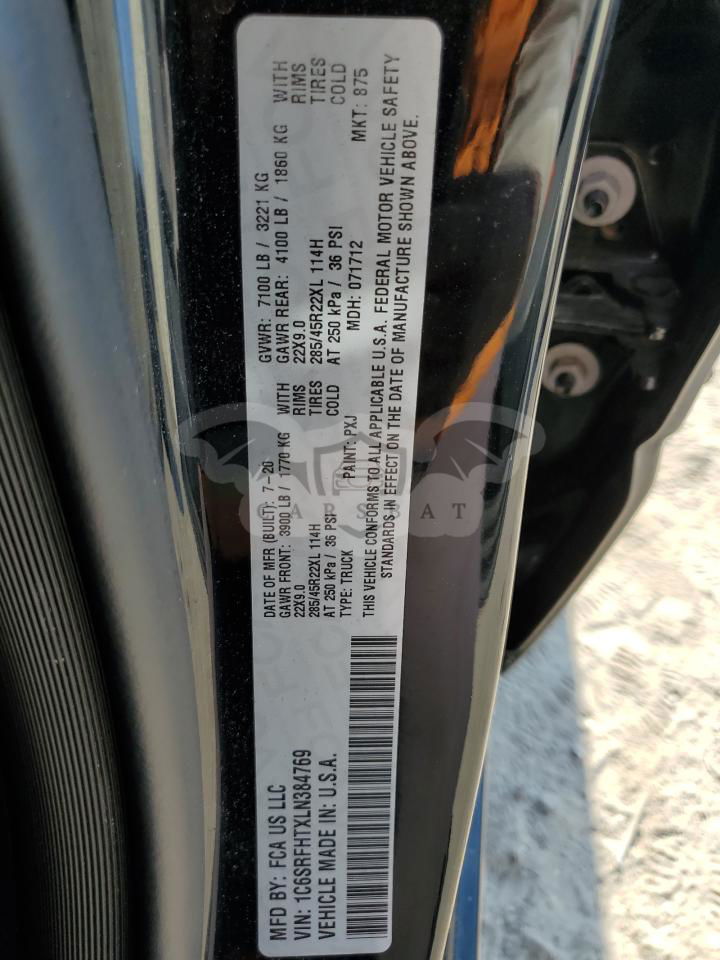 MFD BY: FCA US LLC
DATE OF MFR (BUILT): 7-20
GVWR: 7100 LB / 3221 KG
GAWR FRONT: 3900 LB / 1770 KG WITH
GAWR REAR: 4100 LB / 1860 KG WITH
22X9.0 RIMS
22X9.0 RIMS
285/45R22XL 114H TIRES
285/45R22XL 114H TIRES
AT 250 kPa / 36 PSI COLD
AT 250 kPa / 36 PSI COLD
VIN: 1C6SRFHTXLN384769
TYPE: TRUCK PAINT: PXJ MDH: 071712 MKT: 875
VEHICLE MADE IN: U.S.A.
THIS VEHICLE CONFORMS TO ALL APPLICABLE U.S.A. FEDERAL MOTOR VEHICLE SAFETY
STANDARDS IN EFFECT ON THE DATE OF MANUFACTURE SHOWN ABOVE.
CARSBAT